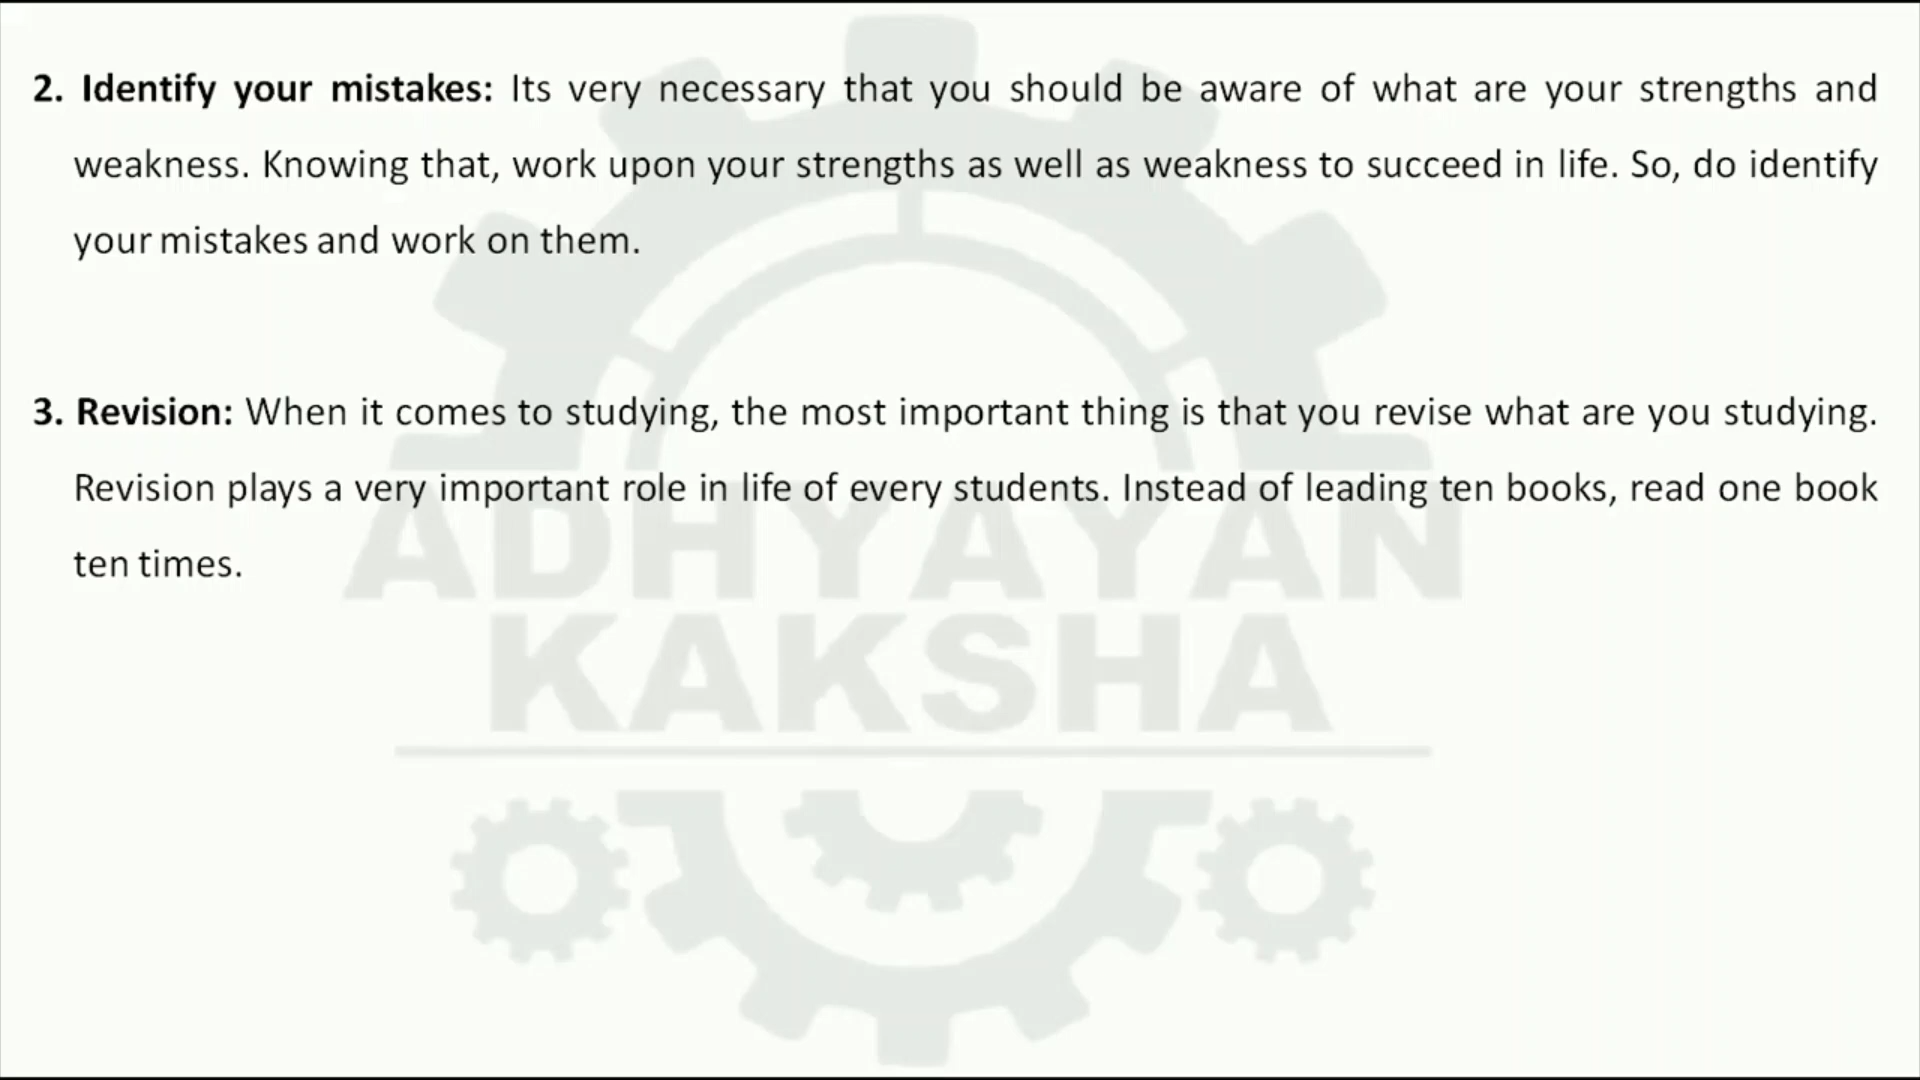 2. Identify your mistakes: Its very necessary that you should be aware of what are your strengths and
weakness. Knowing that, work upon your strengths as well as weakness to succeed in life. So, do identify
your mistakes and work on them.
3. Revision: When it comes to studying, the most important thing is that you revise what are you studying.
Revision plays a very important role in life of every students. Instead of leading ten books, read one book
ten times.
ADHYAYAN
KAKSHA